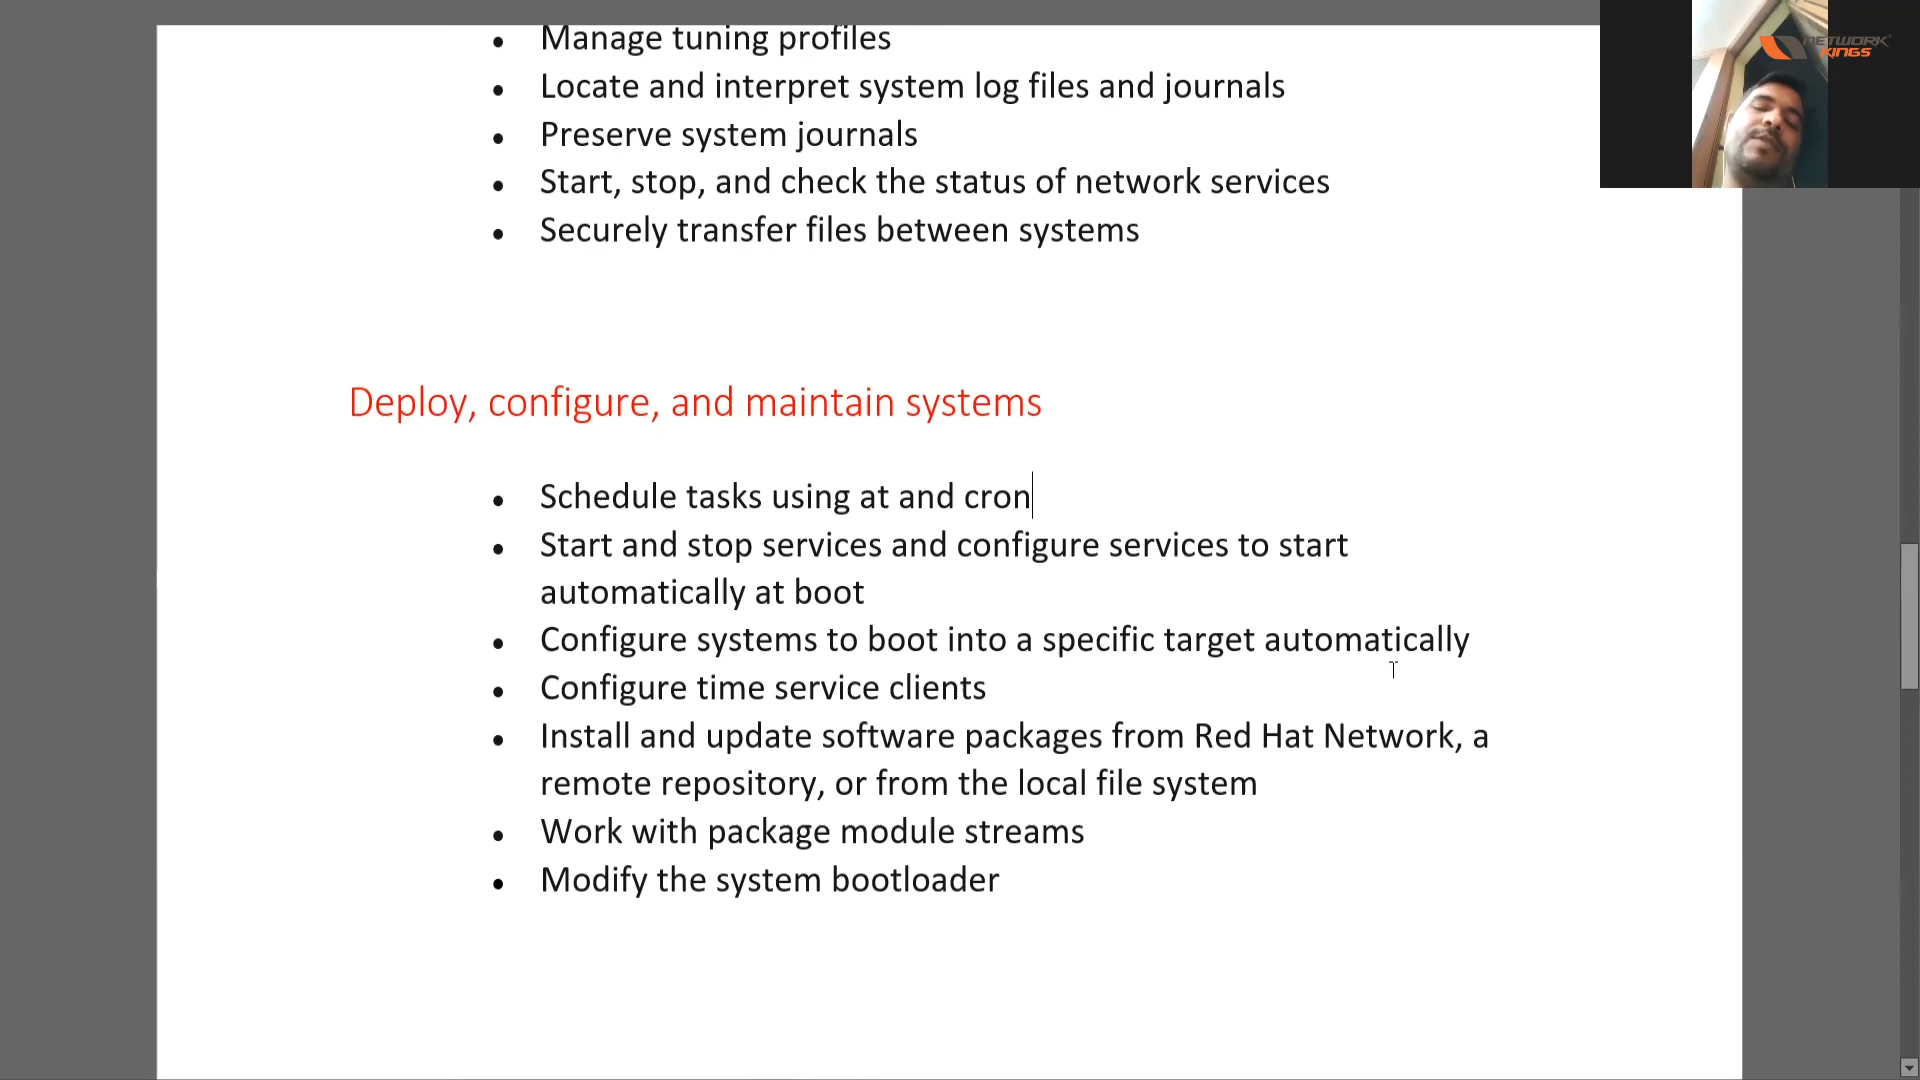 Manage tuning profiles
NETWORK
KINGS
Locate and interpret system log files and journals
Preserve system journals
Start, stop, and check the status of network services
Securely transfer files between systems
Deploy, configure, and maintain systems
Schedule tasks using at and cron
Start and stop services and configure services to start
automatically at boot
Configure systems to boot into a specific target automatically
Configure time service clients
Install and update software packages from Red Hat Network, a
remote repository, or from the local file system
Work with package module streams
Modify the system bootloader